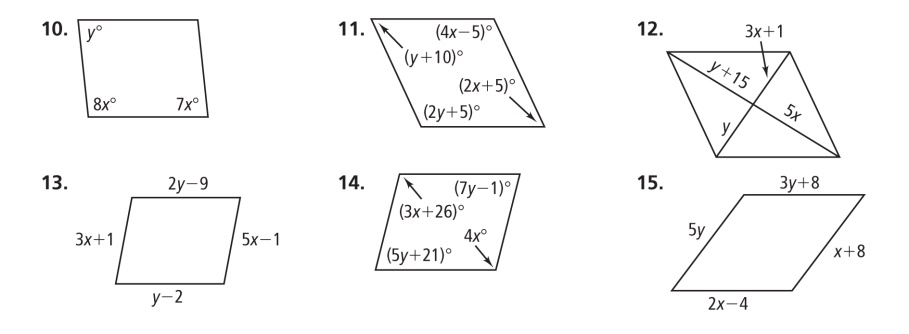 10.
y°
8x°
7x°
11.
(4x−5)°
(y+10)°
(2x+5)°
(2y+5)°
12.
3x+1
y+15
5x
y
13.
2y−9
3x+1
5x−1
y−2
14.
(7y−1)°
(3x+26)°
4x°
(5y+21)°
15.
3y+8
5y
x+8
2x−4